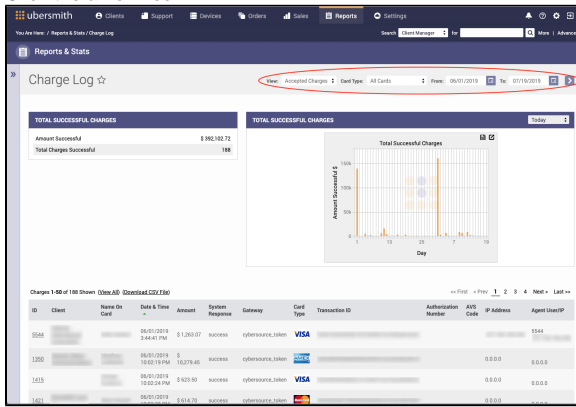 ubersmith Clients Support Devices Orders Sales Reports Settings
You Are Here: / Reports & Stats / Charge Log Search Client Manager for More | Advance
Reports & Stats
» Charge Log ☆ View: Accepted Charges Card Type: All Cards From: 06/01/2019 To: 07/19/2019
TOTAL SUCCESSFUL CHARGES
Amount Successful $ 392,102.72
Total Charges Successful 188
TOTAL SUCCESSFUL CHARGES Today
Total Successful Charges
Amount Successful $
150k
100k
50k
0
1 10 20 7 19
Day
Charges 1-50 of 188 Shown (View All) (Download CSV File) «« First « Prev 1 2 3 4 Next » Last »»
ID Client Name On Card Date & Time Amount System Response Gateway Card Type Transaction ID Authorization Number AVS Code IP Address Agent User/IP
5544 06/01/2019 3:44:41 PM $ 1,263.07 success cybersource_token VISA 5544
1350 06/01/2019 10:02:19 PM $ 10,279.45 success cybersource_token 0.0.0.0 0.0.0.0
1415 06/01/2019 10:02:24 PM $ 623.50 success cybersource_token VISA 0.0.0.0 0.0.0.0
1421 06/01/2019 $ 614.70 success cybersource_token 0.0.0.0